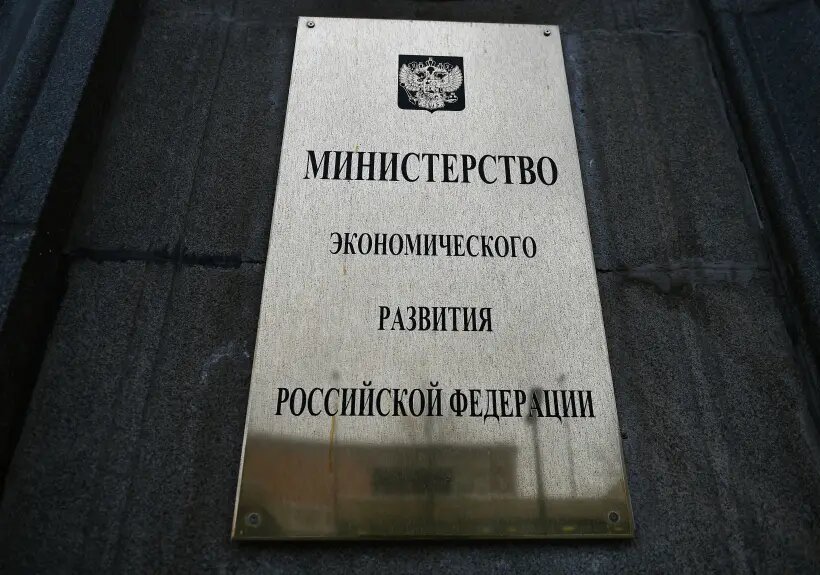 МИНИСТЕРСТВО
ЭКОНОМИЧЕСКОГО
РАЗВИТИЯ
РОССИЙСКОЙ ФЕДЕРАЦИИ